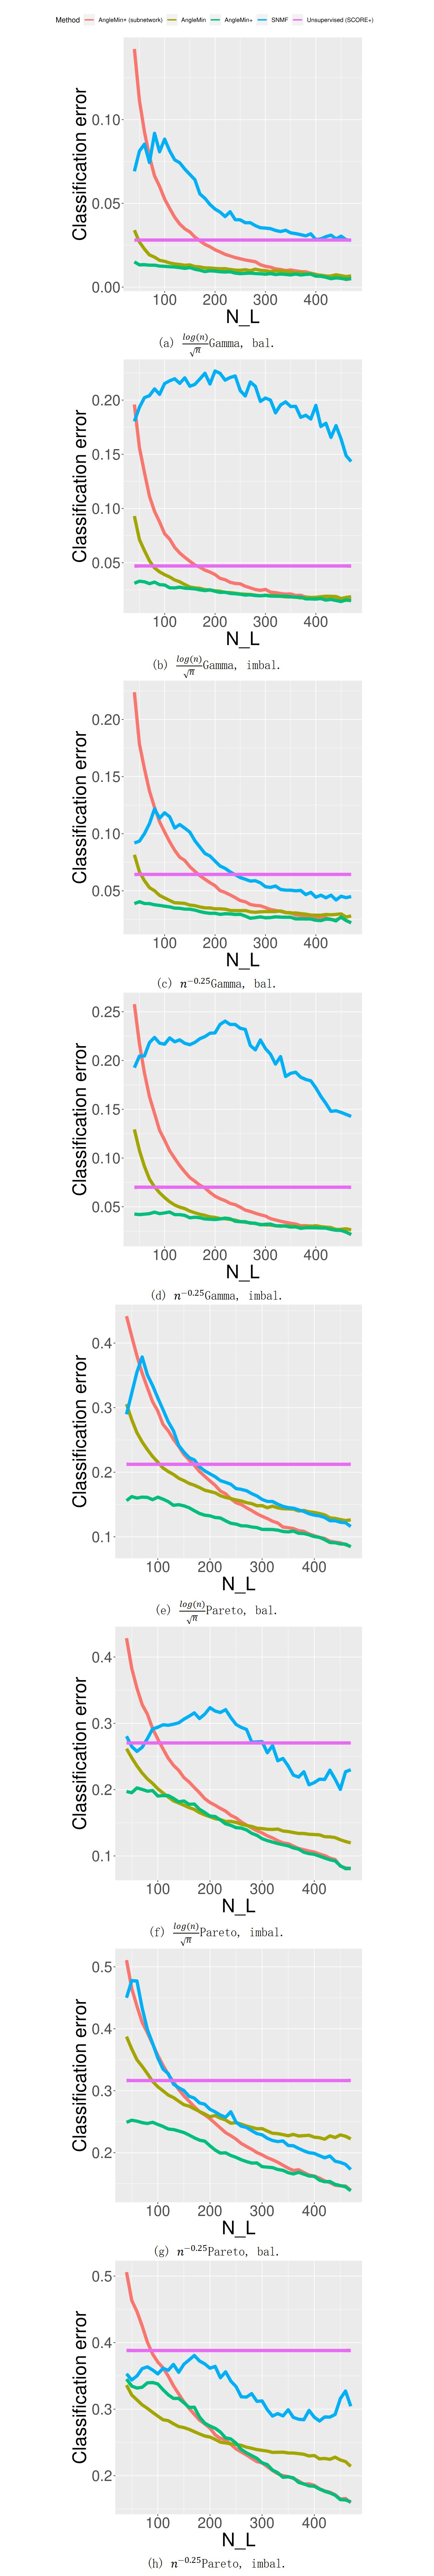 Method AngleMin+ (subnetwork) AngleMin AngleMin+ SNMF Unsupervised (SCORE+)
Classification error
0.10
0.05
0.00
100 200 300 400
N_L
(a) log(n)/√n Gamma, bal.
Classification error
0.20
0.15
0.10
0.05
100 200 300 400
N_L
(b) log(n)/√n Gamma, imbal.
Classification error
0.20
0.15
0.10
0.05
100 200 300 400
N_L
(c) n^−0.25 Gamma, bal.
Classification error
0.25
0.20
0.15
0.10
0.05
100 200 300 400
N_L
(d) n^−0.25 Gamma, imbal.
Classification error
0.4
0.3
0.2
0.1
100 200 300 400
N_L
(e) log(n)/√n Pareto, bal.
Classification error
0.4
0.3
0.2
0.1
100 200 300 400
N_L
(f) log(n)/√n Pareto, imbal.
Classification error
0.5
0.4
0.3
0.2
100 200 300 400
N_L
(g) n^−0.25 Pareto, bal.
Classification error
0.5
0.4
0.3
0.2
100 200 300 400
N_L
(h) n^−0.25 Pareto, imbal.